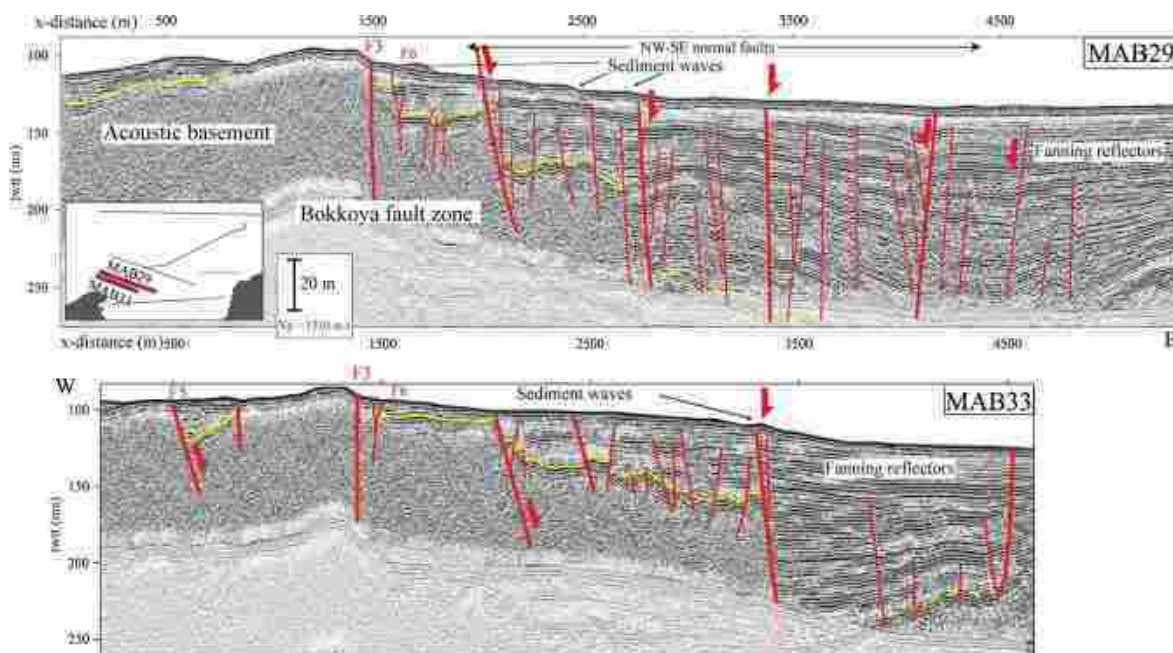 x-distance (m) 500 1500 2500 3500 4500
F3 NW-SE normal faults MAB29
F6 Sediment waves
100
Acoustic basement
150
Fanning reflectors
twtt (ms)
200
Bokkoya fault zone
MAB29
MAB33
20 m
x-distance (m) 500 1500 2500 3500 4500 E
W F5 F3 F6 Sediment waves MAB33
100
Fanning reflectors
150
twtt (ms)
200
250